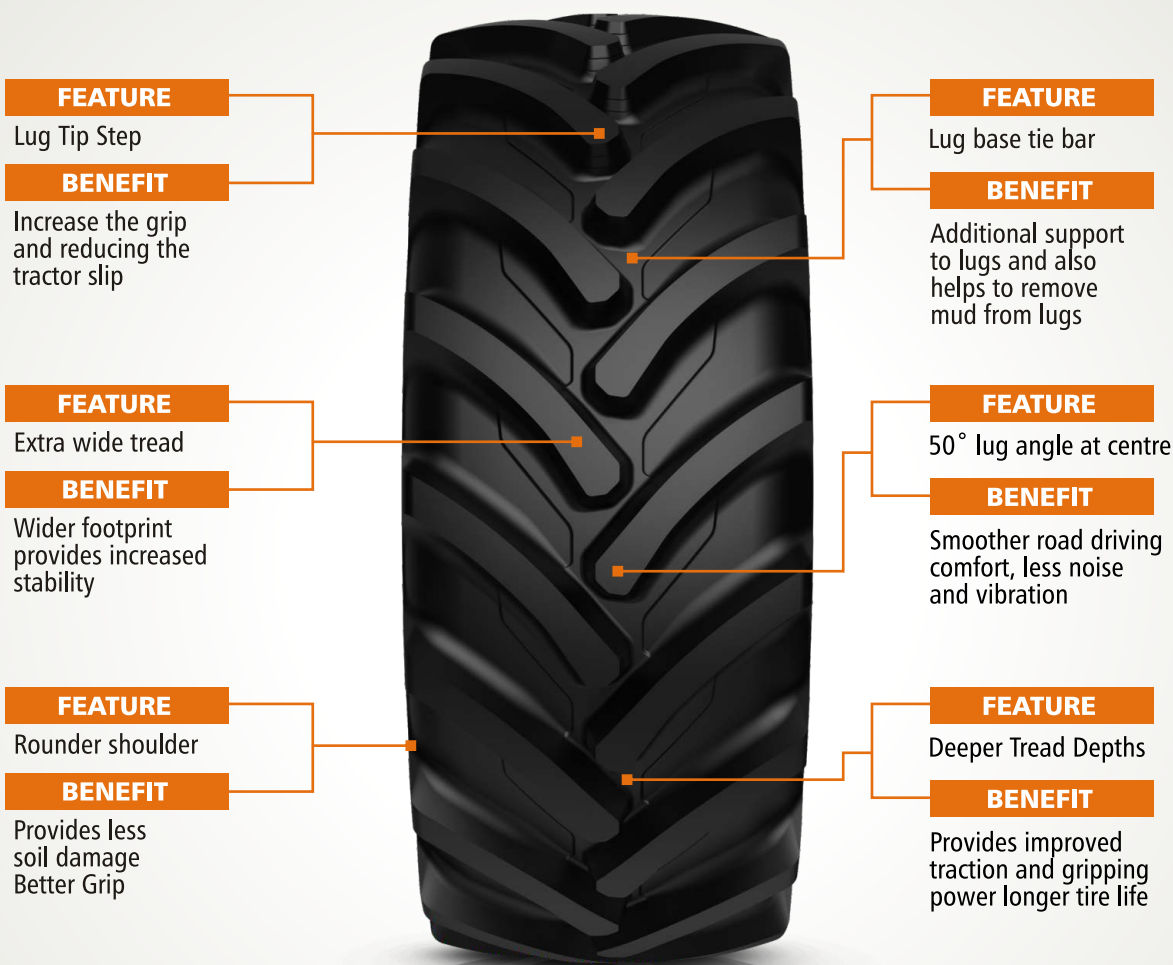 FEATURE
Lug Tip Step
BENEFIT
Increase the grip
and reducing the
tractor slip
FEATURE
Extra wide tread
BENEFIT
Wider footprint
provides increased
stability
FEATURE
Rounder shoulder
BENEFIT
Provides less
soil damage
Better Grip
FEATURE
Lug base tie bar
BENEFIT
Additional support
to lugs and also
helps to remove
mud from lugs
FEATURE
50° lug angle at centre
BENEFIT
Smoother road driving
comfort, less noise
and vibration
FEATURE
Deeper Tread Depths
BENEFIT
Provides improved
traction and gripping
power longer tire life